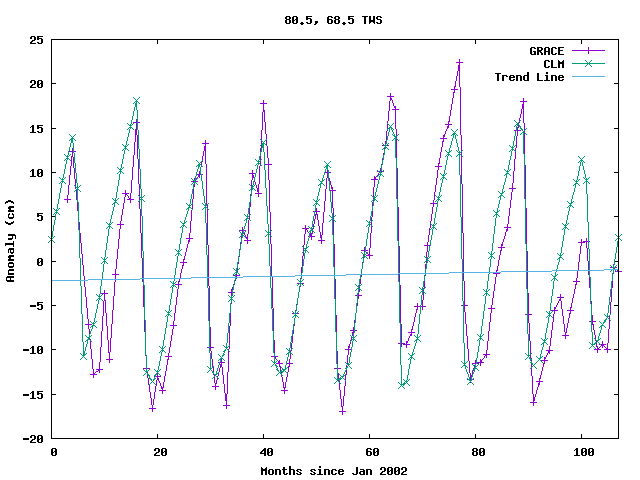 80.5, 68.5 TWS
GRACE
CLM
Trend Line
25
20
15
10
5
0
-5
-10
-15
-20
Anomaly (cm)
0 20 40 60 80 100
Months since Jan 2002